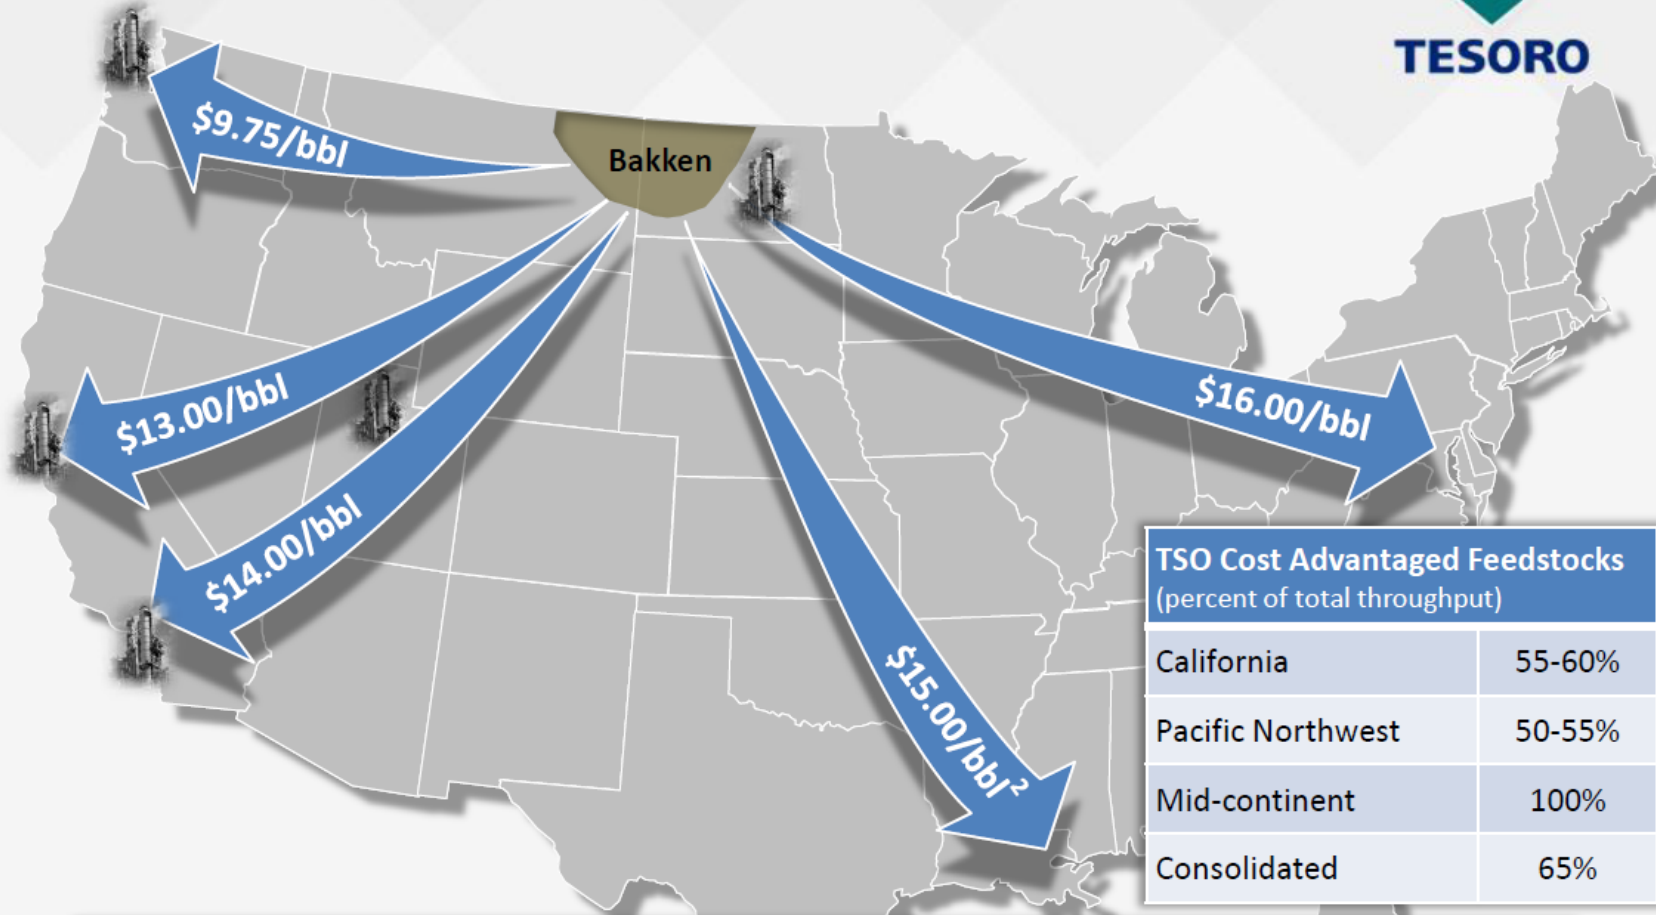 TESORO
$9.75/bbl
Bakken
$13.00/bbl
$16.00/bbl
$14.00/bbl
$15.00/bbl²
TSO Cost Advantaged Feedstocks
(percent of total throughput)
California 55-60%
Pacific Northwest 50-55%
Mid-continent 100%
Consolidated 65%